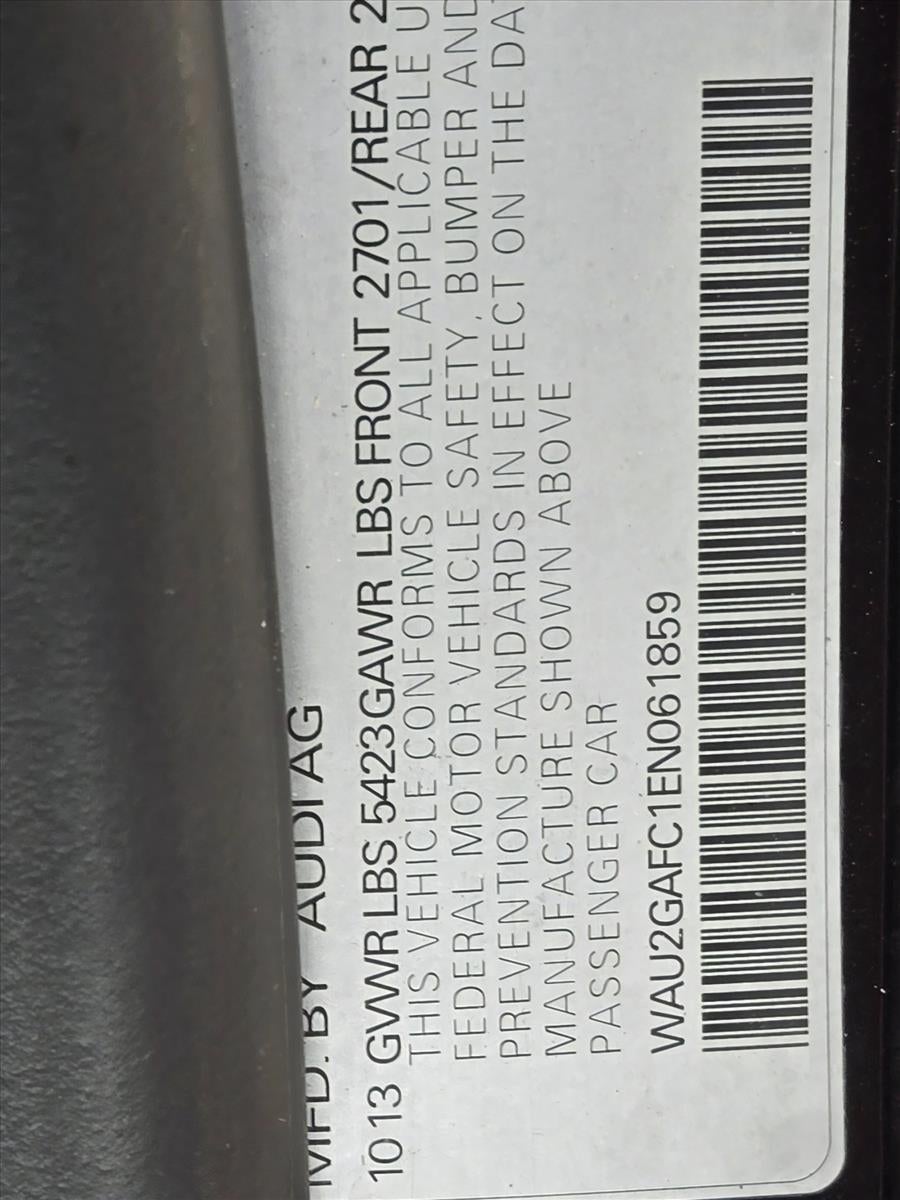 MFD. BY AUDI AG
1013 GVWR LBS 5423 GAWR LBS FRONT 2701/REAR 2
THIS VEHICLE CONFORMS TO ALL APPLICABLE U
FEDERAL MOTOR VEHICLE SAFETY, BUMPER AND
PREVENTION STANDARDS IN EFFECT ON THE DA
MANUFACTURE SHOWN ABOVE
PASSENGER CAR
WAU2GAFC1EN061859